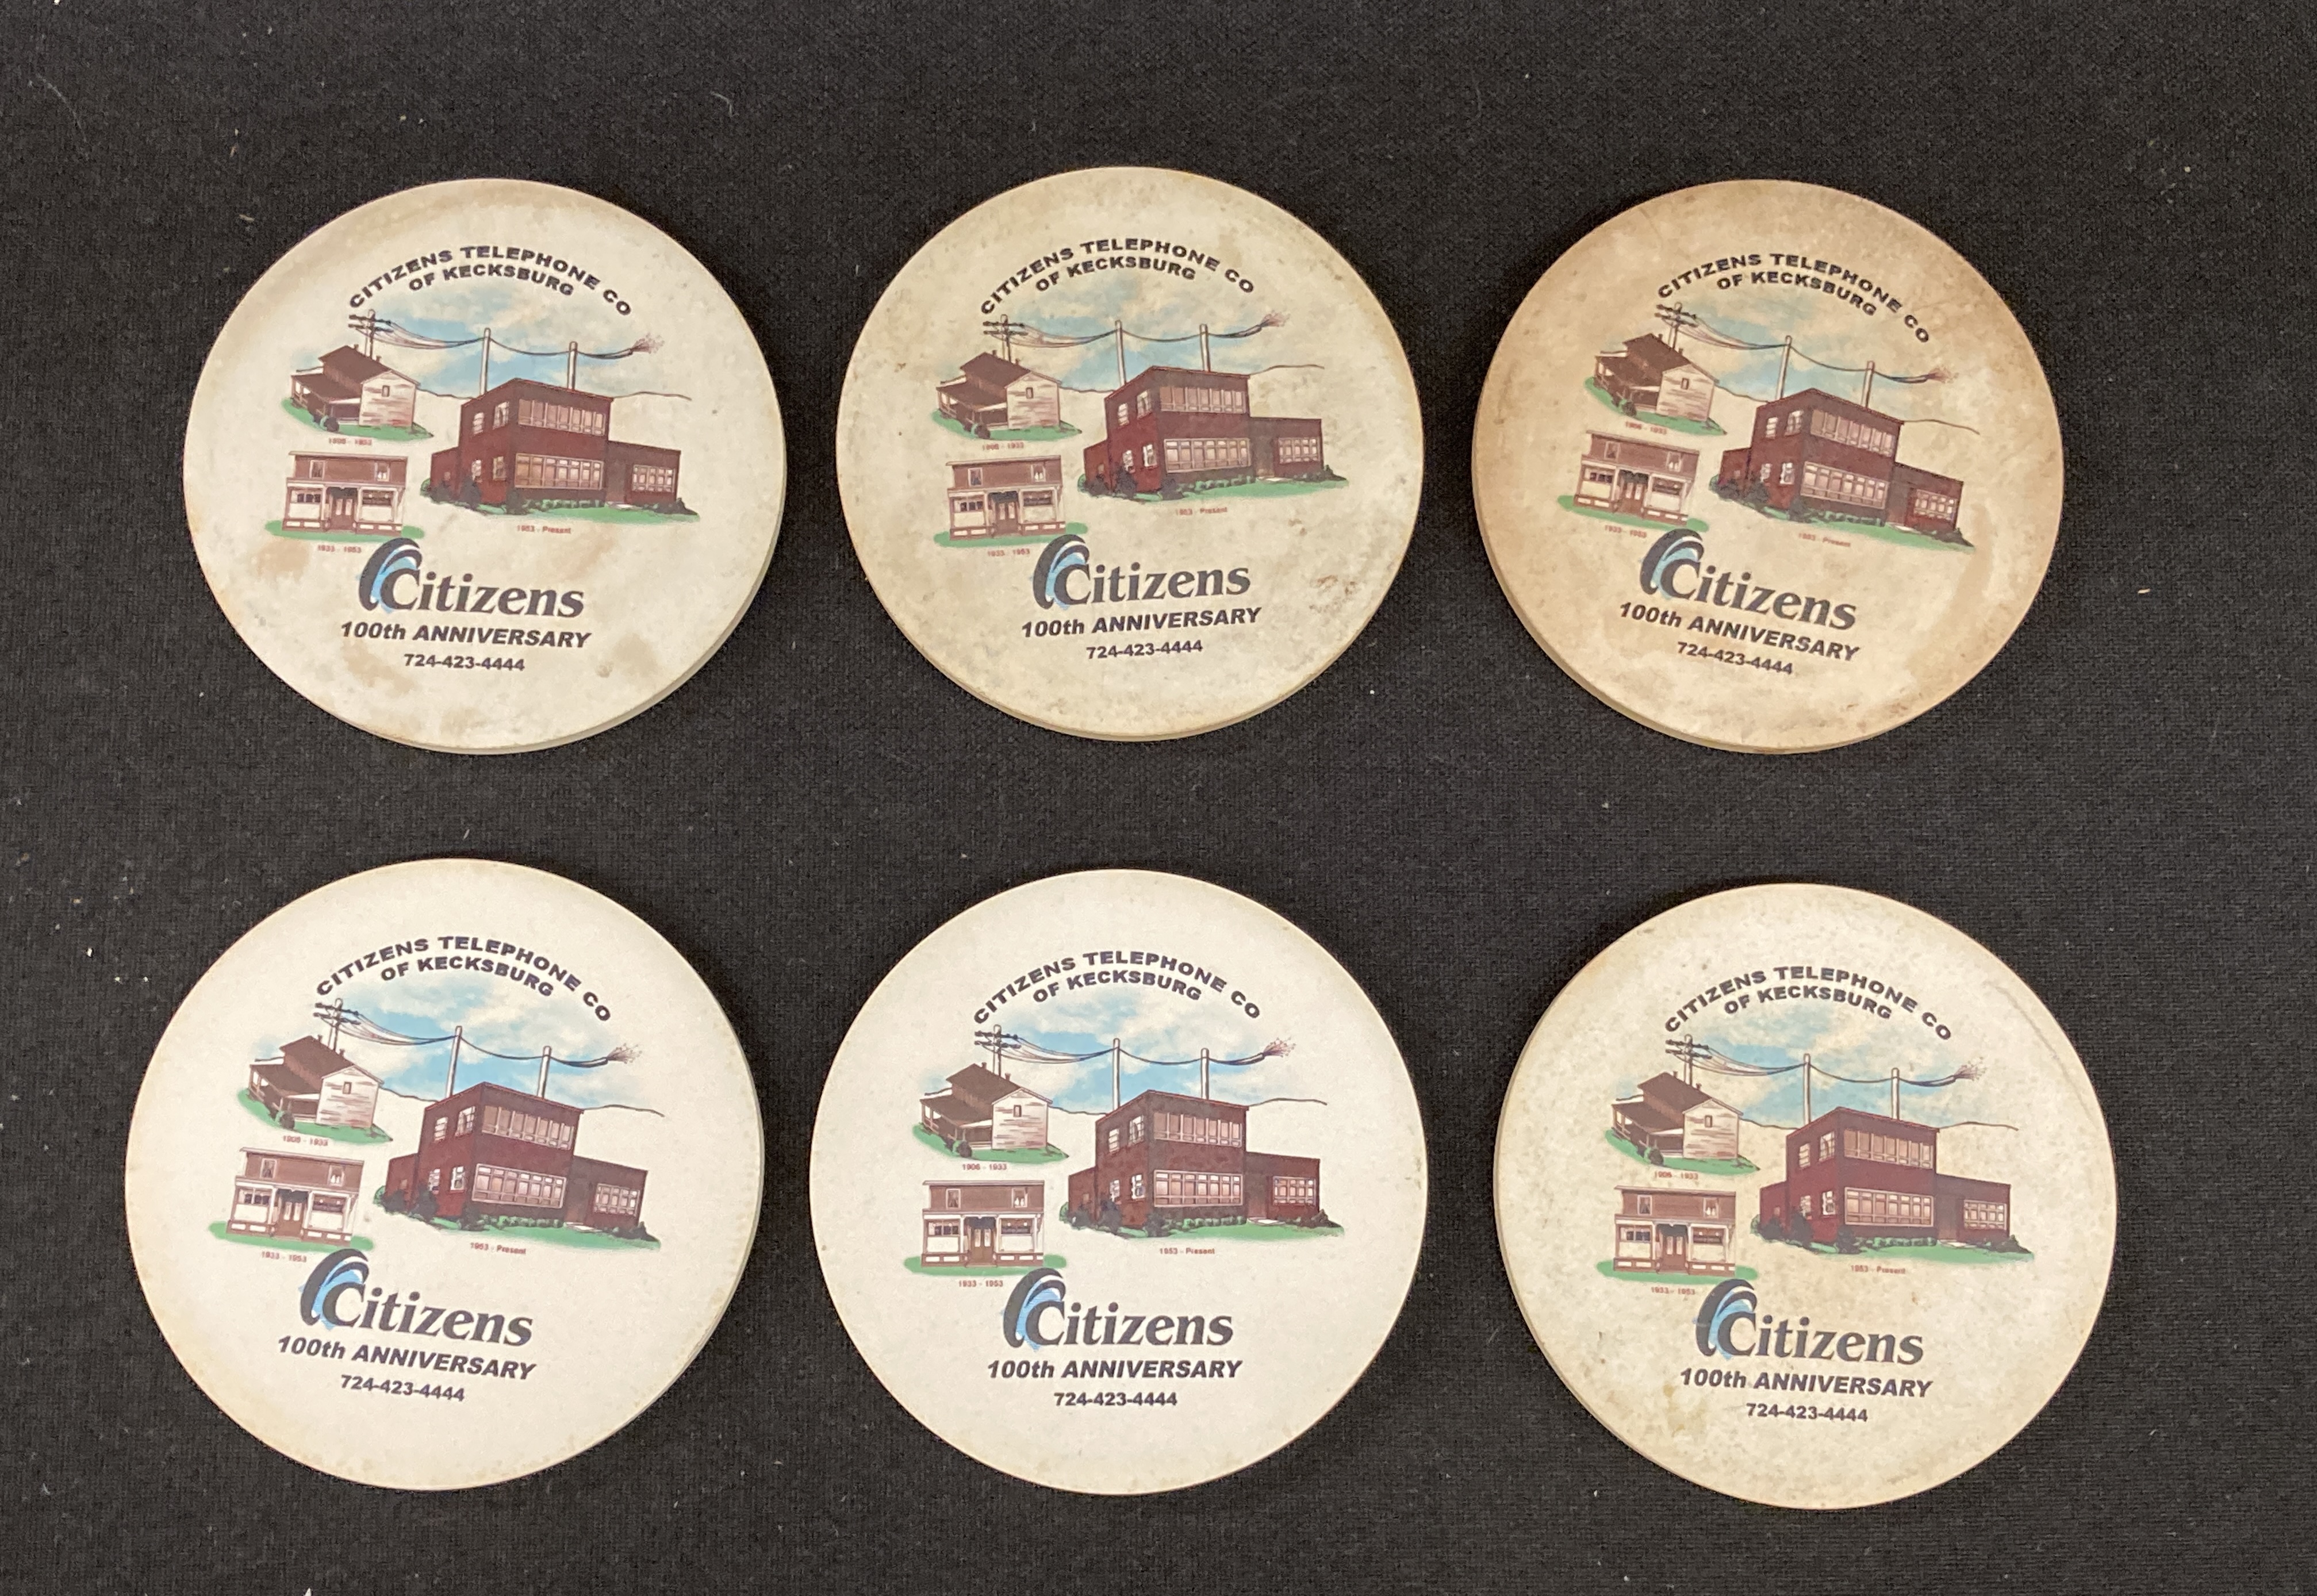 CITIZENS TELEPHONE CO
OF KECKSBURG
1906 - 1933
1933 - 1953
1953 - Present
Citizens
100th ANNIVERSARY
724-423-4444
CITIZENS TELEPHONE CO
OF KECKSBURG
1906 - 1933
1933 - 1953
1953 - Present
Citizens
100th ANNIVERSARY
724-423-4444
CITIZENS TELEPHONE CO
OF KECKSBURG
1906 - 1933
1933 - 1953
1953 - Present
Citizens
100th ANNIVERSARY
724-423-4444
CITIZENS TELEPHONE CO
OF KECKSBURG
1906 - 1933
1933 - 1953
1953 - Present
Citizens
100th ANNIVERSARY
724-423-4444
CITIZENS TELEPHONE CO
OF KECKSBURG
1906 - 1933
1933 - 1953
1953 - Present
Citizens
100th ANNIVERSARY
724-423-4444
CITIZENS TELEPHONE CO
OF KECKSBURG
1906 - 1933
1933 - 1953
1953 - Present
Citizens
100th ANNIVERSARY
724-423-4444